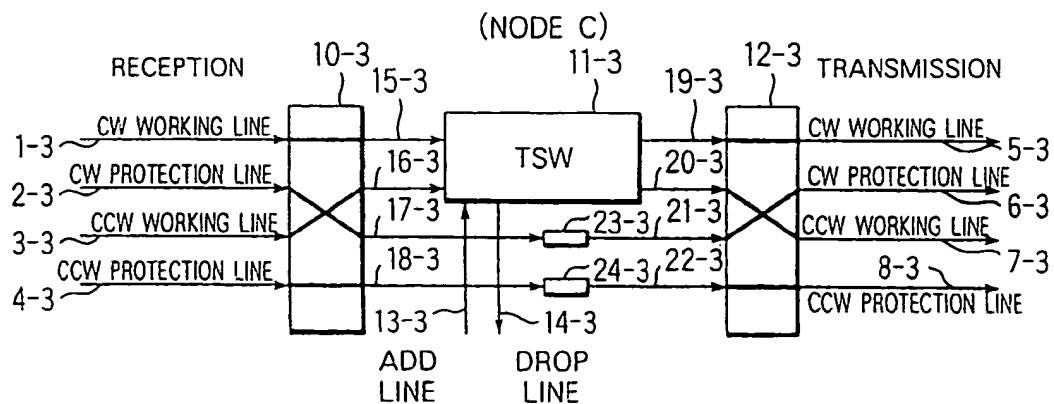 (NODE C)
RECEPTION
10-3
15-3
11-3
19-3
12-3
TRANSMISSION
CW WORKING LINE
1-3
CW PROTECTION LINE
2-3
CCW WORKING LINE
3-3
CCW PROTECTION LINE
4-3
16-3
17-3
18-3
TSW
23-3
24-3
20-3
21-3
22-3
CW WORKING LINE
5-3
CW PROTECTION LINE
6-3
CCW WORKING LINE
7-3
8-3
CCW PROTECTION LINE
13-3
14-3
ADD
LINE
DROP
LINE